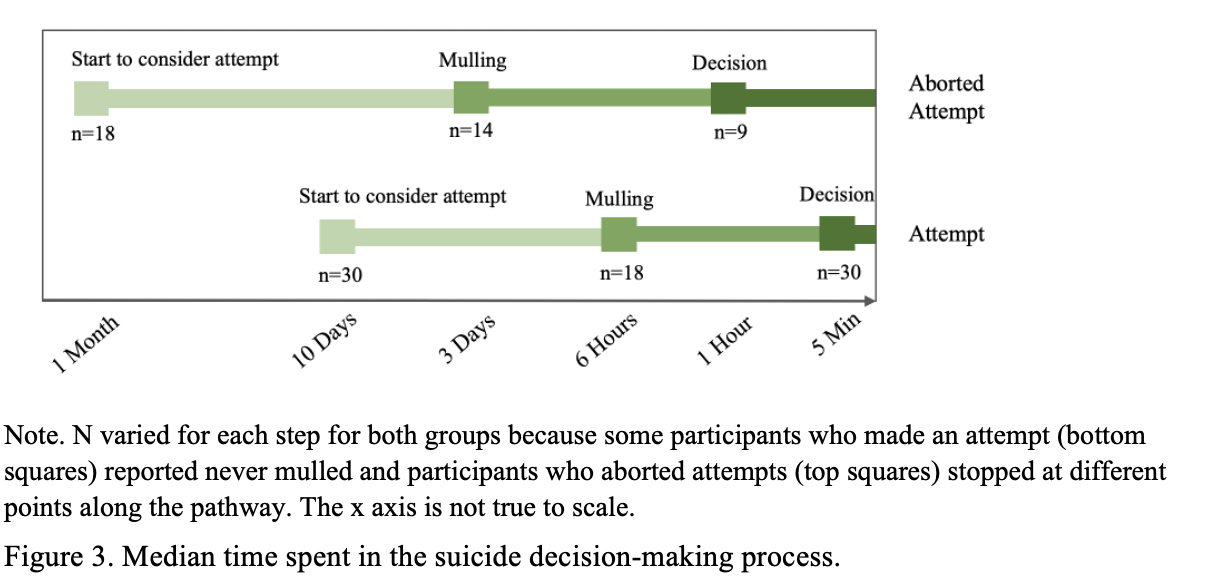 Start to consider attempt Mulling Decision
Aborted
Attempt
n=18 n=14 n=9
Start to consider attempt Mulling Decision
Attempt
n=30 n=18 n=30
1 Month 10 Days 3 Days 6 Hours 1 Hour 5 Min
Note. N varied for each step for both groups because some participants who made an attempt (bottom
squares) reported never mulled and participants who aborted attempts (top squares) stopped at different
points along the pathway. The x axis is not true to scale.
Figure 3. Median time spent in the suicide decision-making process.